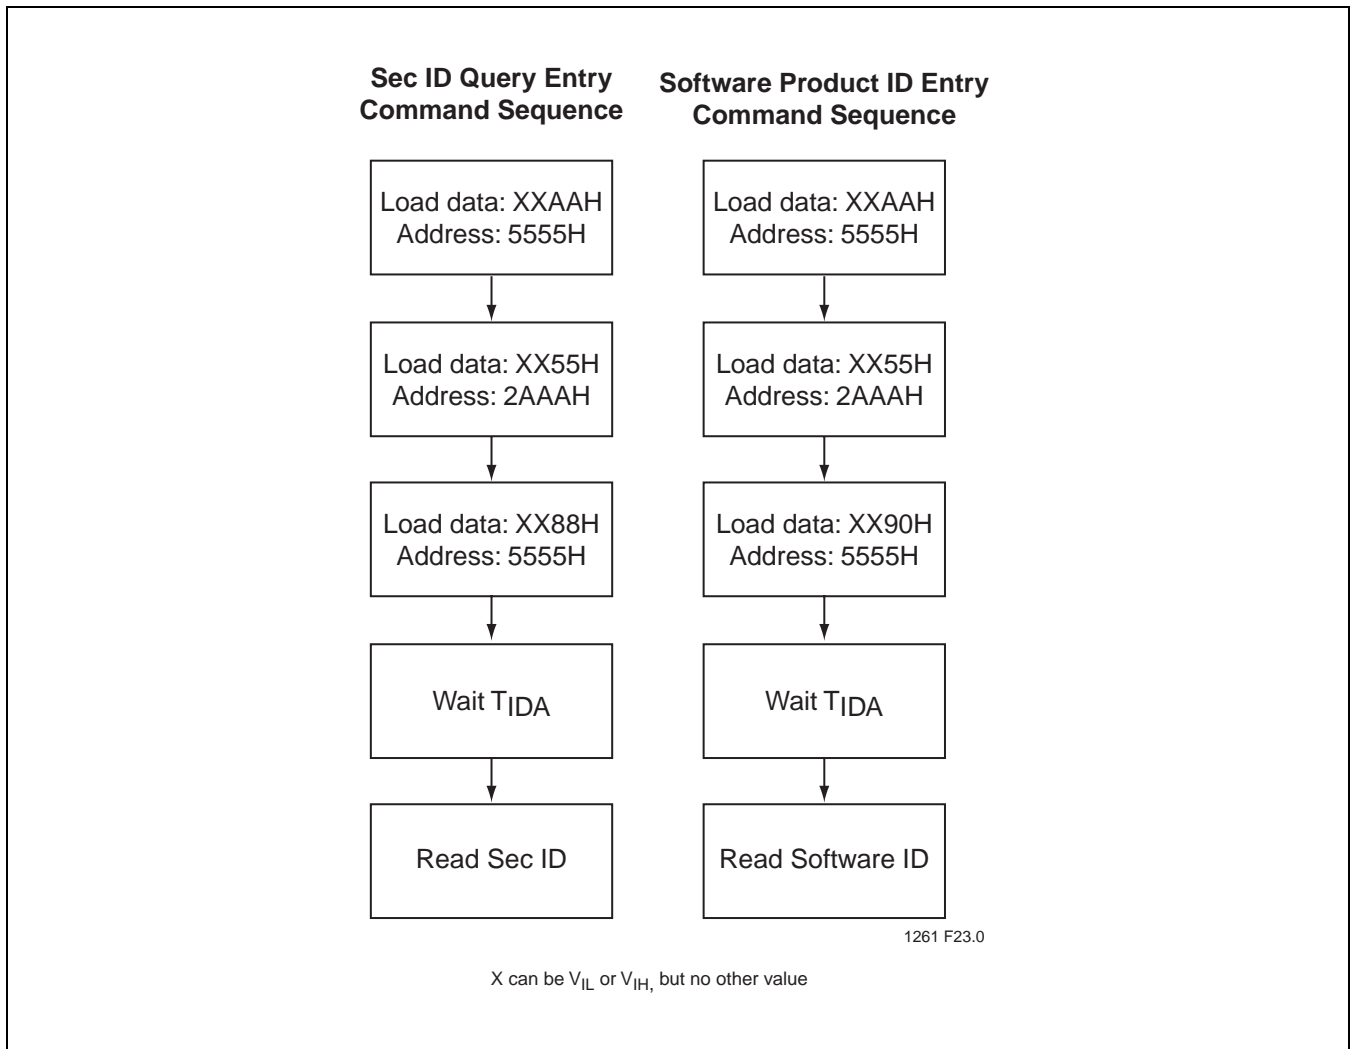 Sec ID Query Entry
Command Sequence
Load data: XXAAH
Address: 5555H
Load data: XX55H
Address: 2AAAH
Load data: XX88H
Address: 5555H
Wait TIDA
Read Sec ID
Software Product ID Entry
Command Sequence
Load data: XXAAH
Address: 5555H
Load data: XX55H
Address: 2AAAH
Load data: XX90H
Address: 5555H
Wait TIDA
Read Software ID
1261 F23.0
X can be VIL or VIH, but no other value